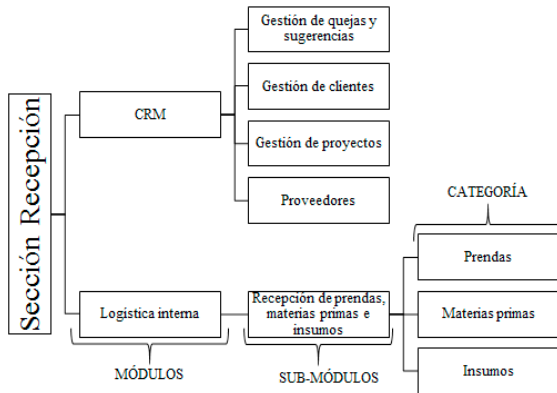 Sección Recepción
CRM
Gestión de quejas y
sugerencias
Gestión de clientes
Gestión de proyectos
Proveedores
Logística interna
Recepción de prendas,
materias primas e
insumos
CATEGORÍA
Prendas
Materias primas
Insumos
MÓDULOS
SUB-MÓDULOS